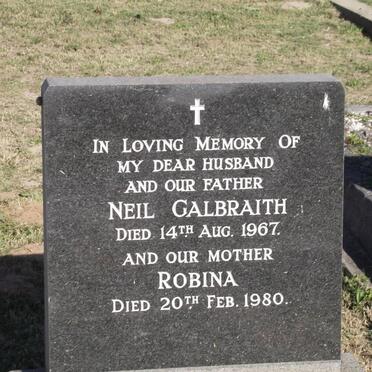 In Loving Memory Of
my dear husband
and our father
Neil Galbraith
Died 14th Aug. 1967.
and our mother
Robina
Died 20th Feb. 1980.